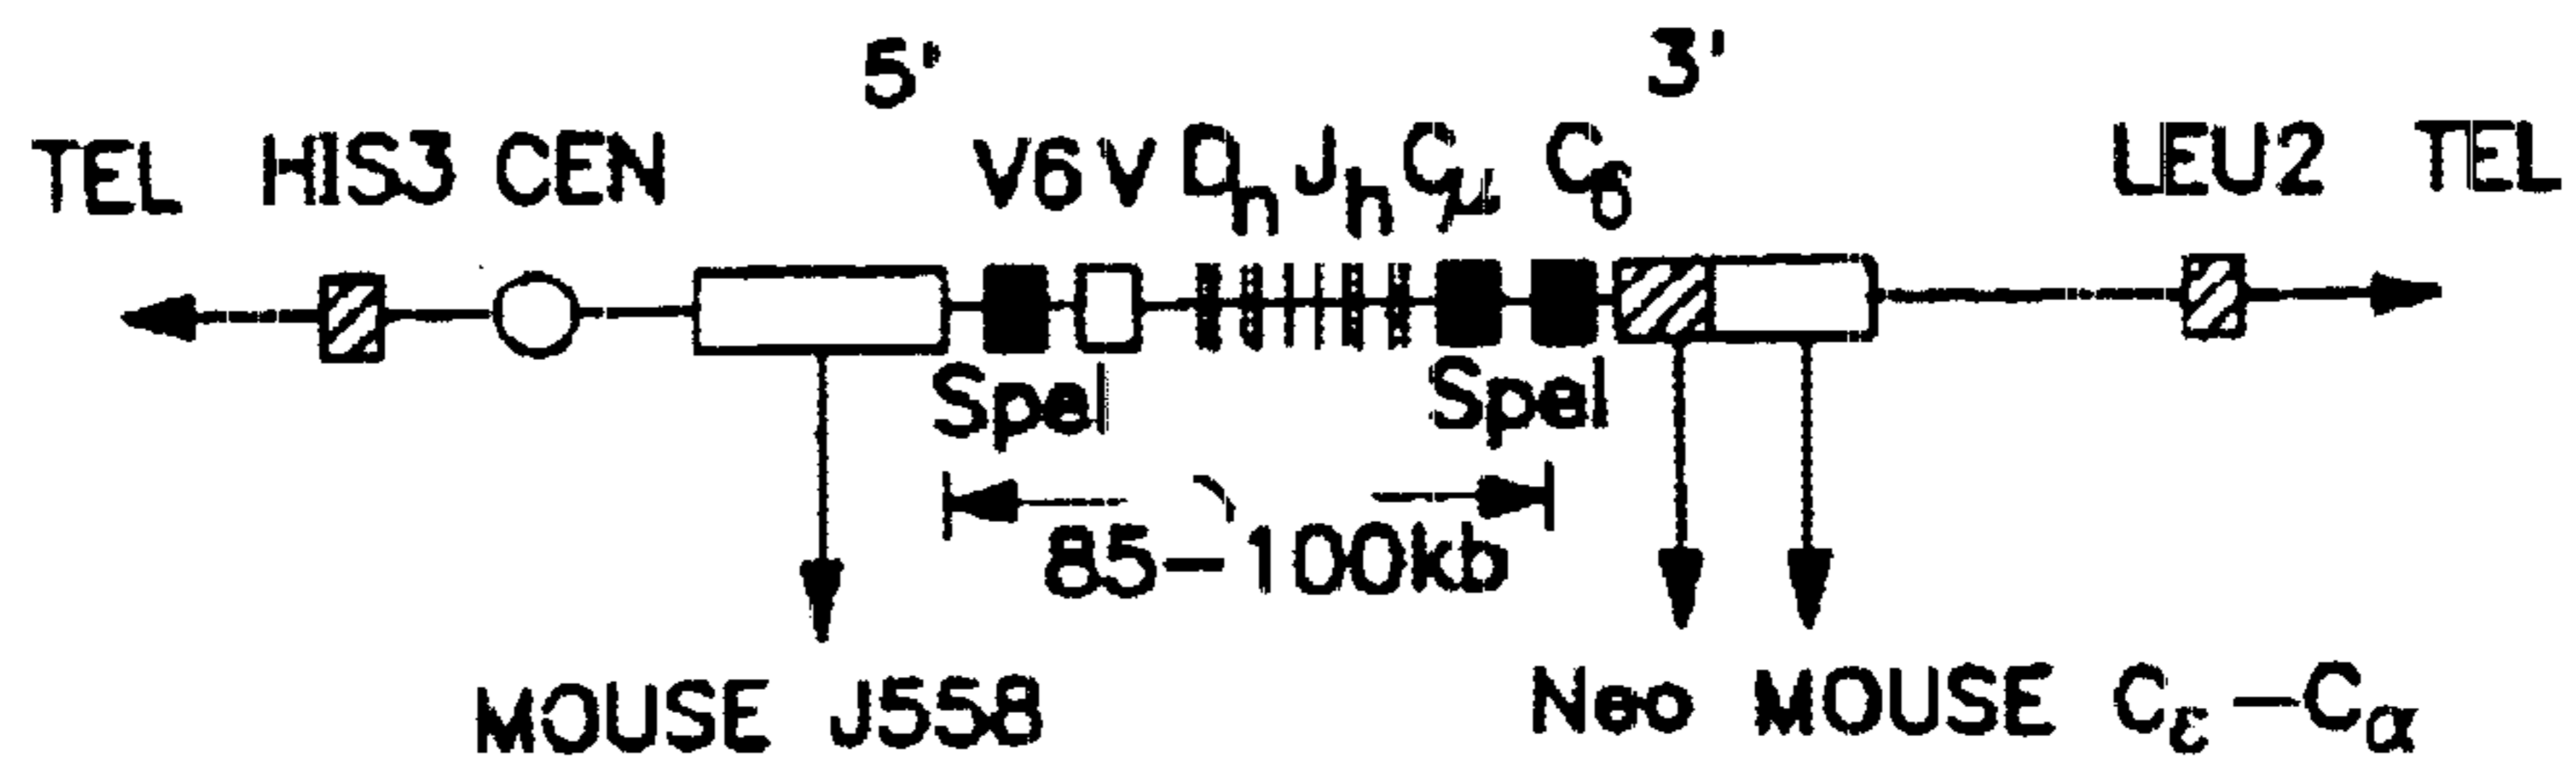 5' 3'
TEL HIS3 CEN V6 V Dh Jh Cμ Cδ LEU2 TEL
SpeI SpeI
85-100kb
MOUSE J558 Neo MOUSE Cε-Cα